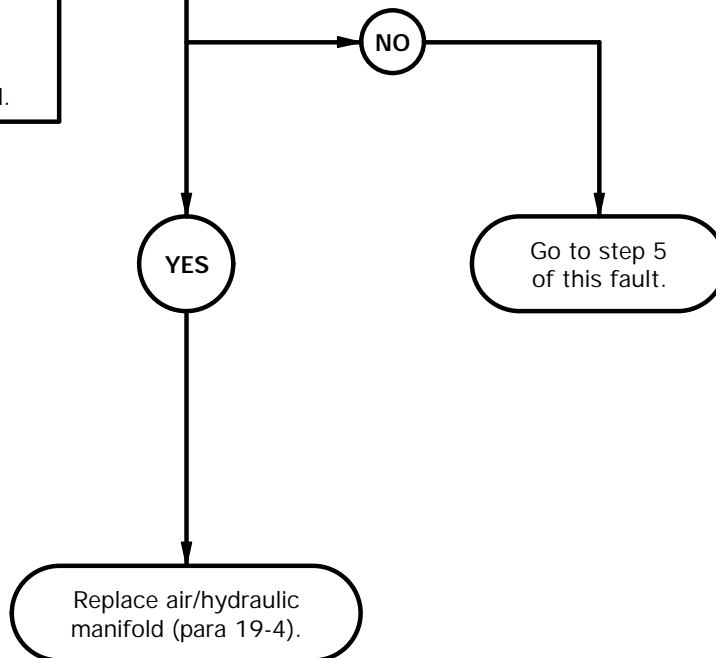 NO
l.
YES
Go to step 5
of this fault.
Replace air/hydraulic
manifold (para 19-4).